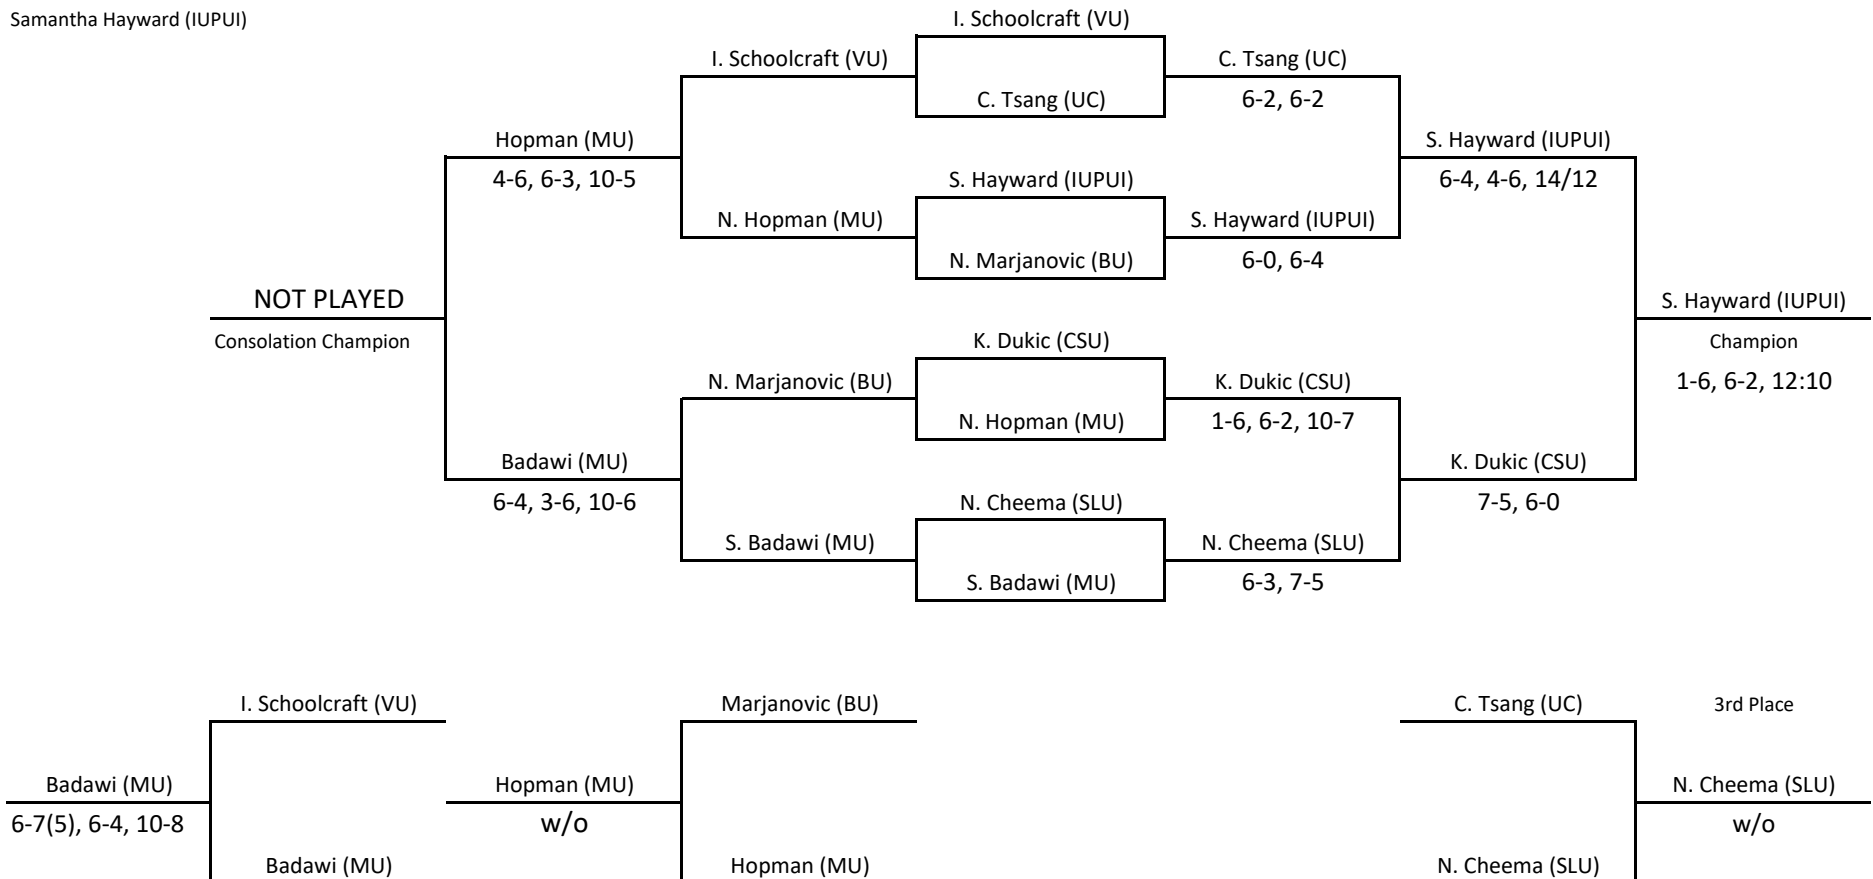 Samantha Hayward (IUPUI)
I. Schoolcraft (VU)
I. Schoolcraft (VU)
C. Tsang (UC)
C. Tsang (UC)
6-2, 6-2
Hopman (MU)
S. Hayward (IUPUI)
4-6, 6-3, 10-5
S. Hayward (IUPUI)
6-4, 4-6, 14/12
N. Hopman (MU)
S. Hayward (IUPUI)
N. Marjanovic (BU)
6-0, 6-4
NOT PLAYED
S. Hayward (IUPUI)
Consolation Champion
K. Dukic (CSU)
Champion
N. Marjanovic (BU)
K. Dukic (CSU)
1-6, 6-2, 12:10
N. Hopman (MU)
1-6, 6-2, 10-7
Badawi (MU)
K. Dukic (CSU)
6-4, 3-6, 10-6
N. Cheema (SLU)
7-5, 6-0
S. Badawi (MU)
N. Cheema (SLU)
S. Badawi (MU)
6-3, 7-5
I. Schoolcraft (VU)
Marjanovic (BU)
C. Tsang (UC)
3rd Place
Badawi (MU)
Hopman (MU)
N. Cheema (SLU)
6-7(5), 6-4, 10-8
w/o
w/o
Badawi (MU)
Hopman (MU)
N. Cheema (SLU)